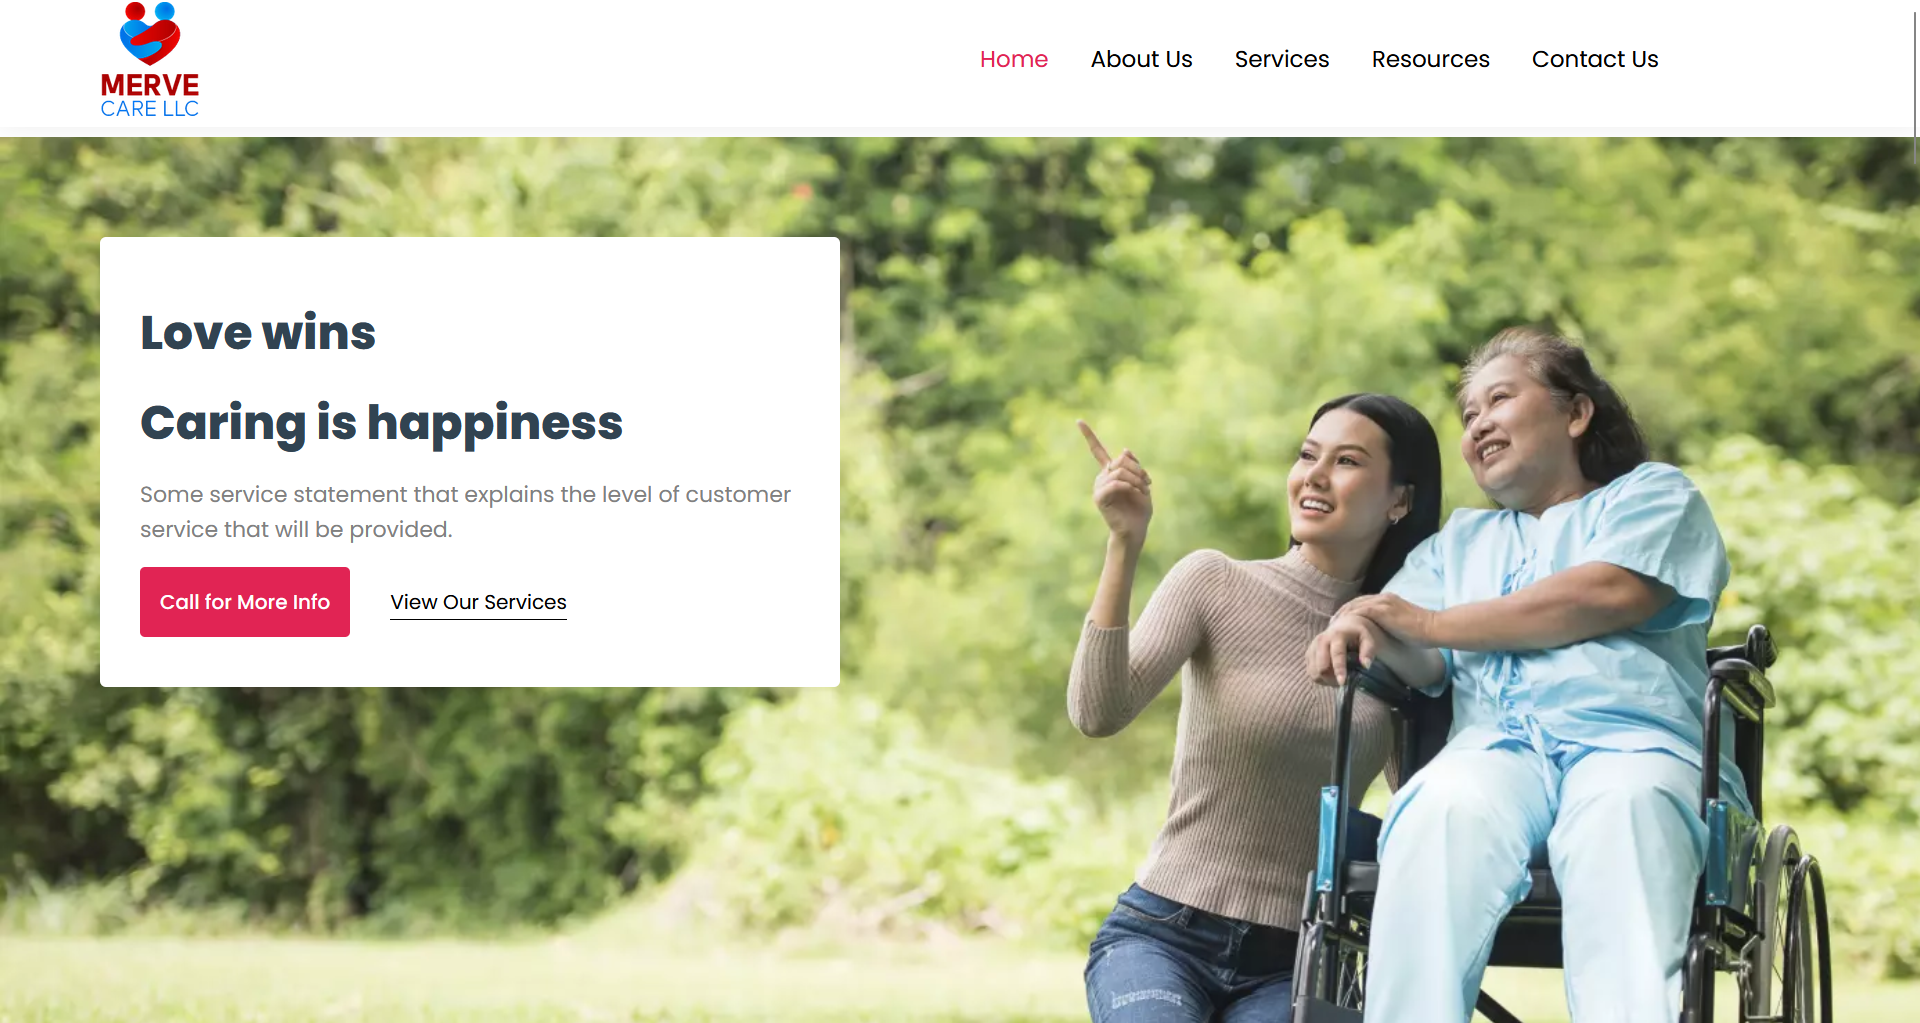 MERVE
CARE LLC
Home
About Us
Services
Resources
Contact Us
Love wins
Caring is happiness
Some service statement that explains the level of customer
service that will be provided.
Call for More Info
View Our Services